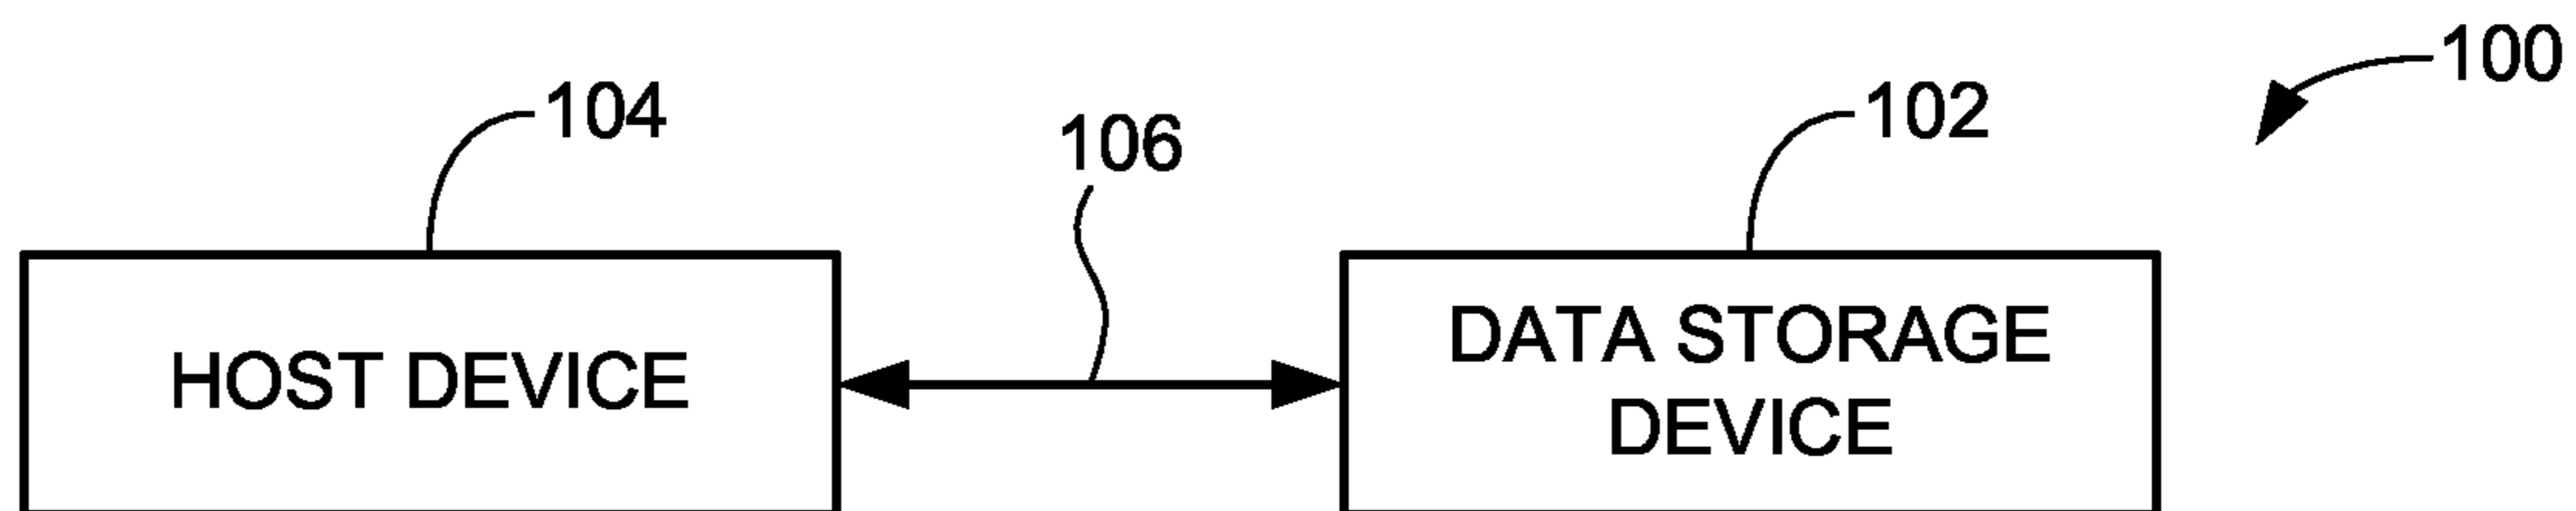 100
104
106
102
HOST DEVICE
DATA STORAGE
DEVICE